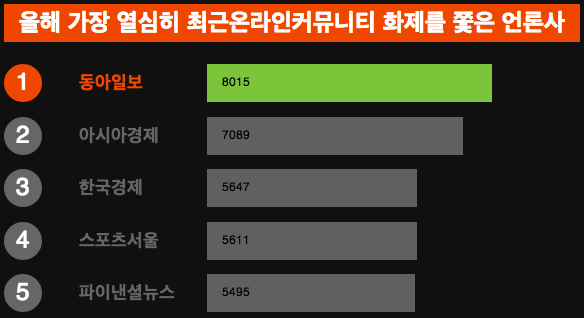 올해 가장 열심히 최근온라인커뮤니티 화제를 쫓은 언론사
1 동아일보 8015
2 아시아경제 7089
3 한국경제 5647
4 스포츠서울 5611
5 파이낸셜뉴스 5495